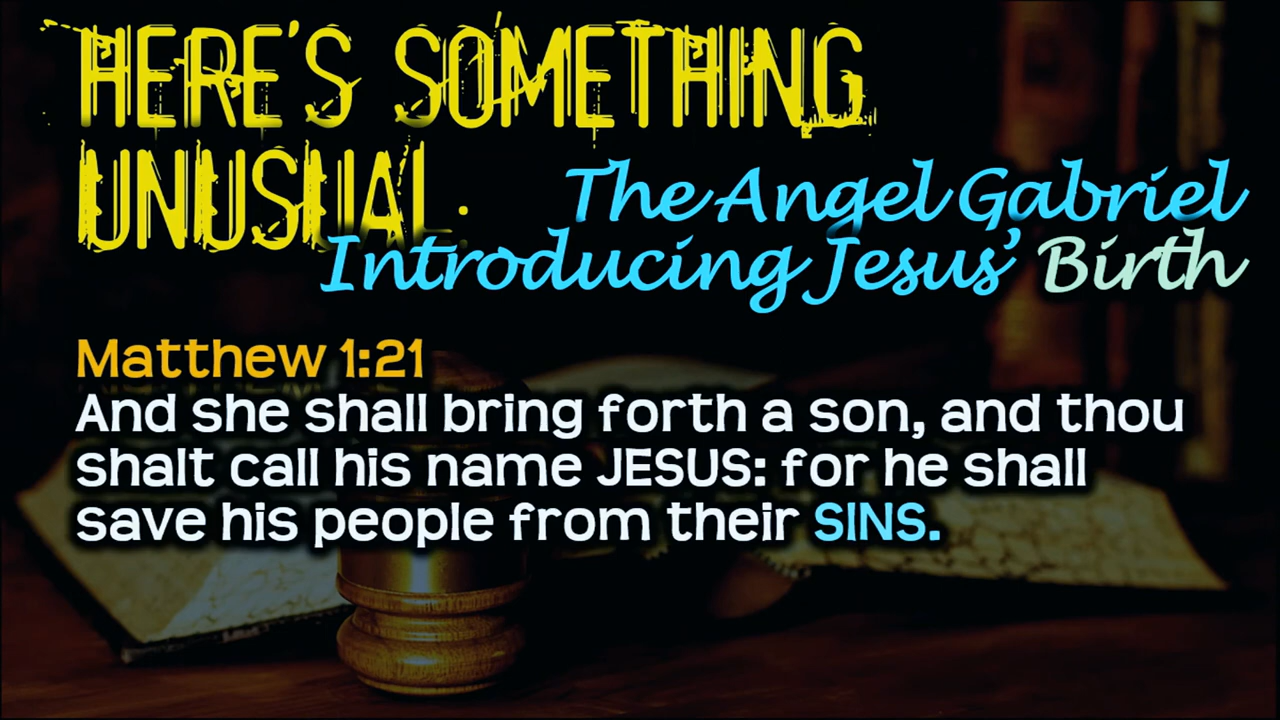 HERE'S SOMETHING
UNUSUAL:
The Angel Gabriel
Introducing Jesus' Birth
Matthew 1:21
And she shall bring forth a son, and thou
shalt call his name JESUS: for he shall
save his people from their SINS.